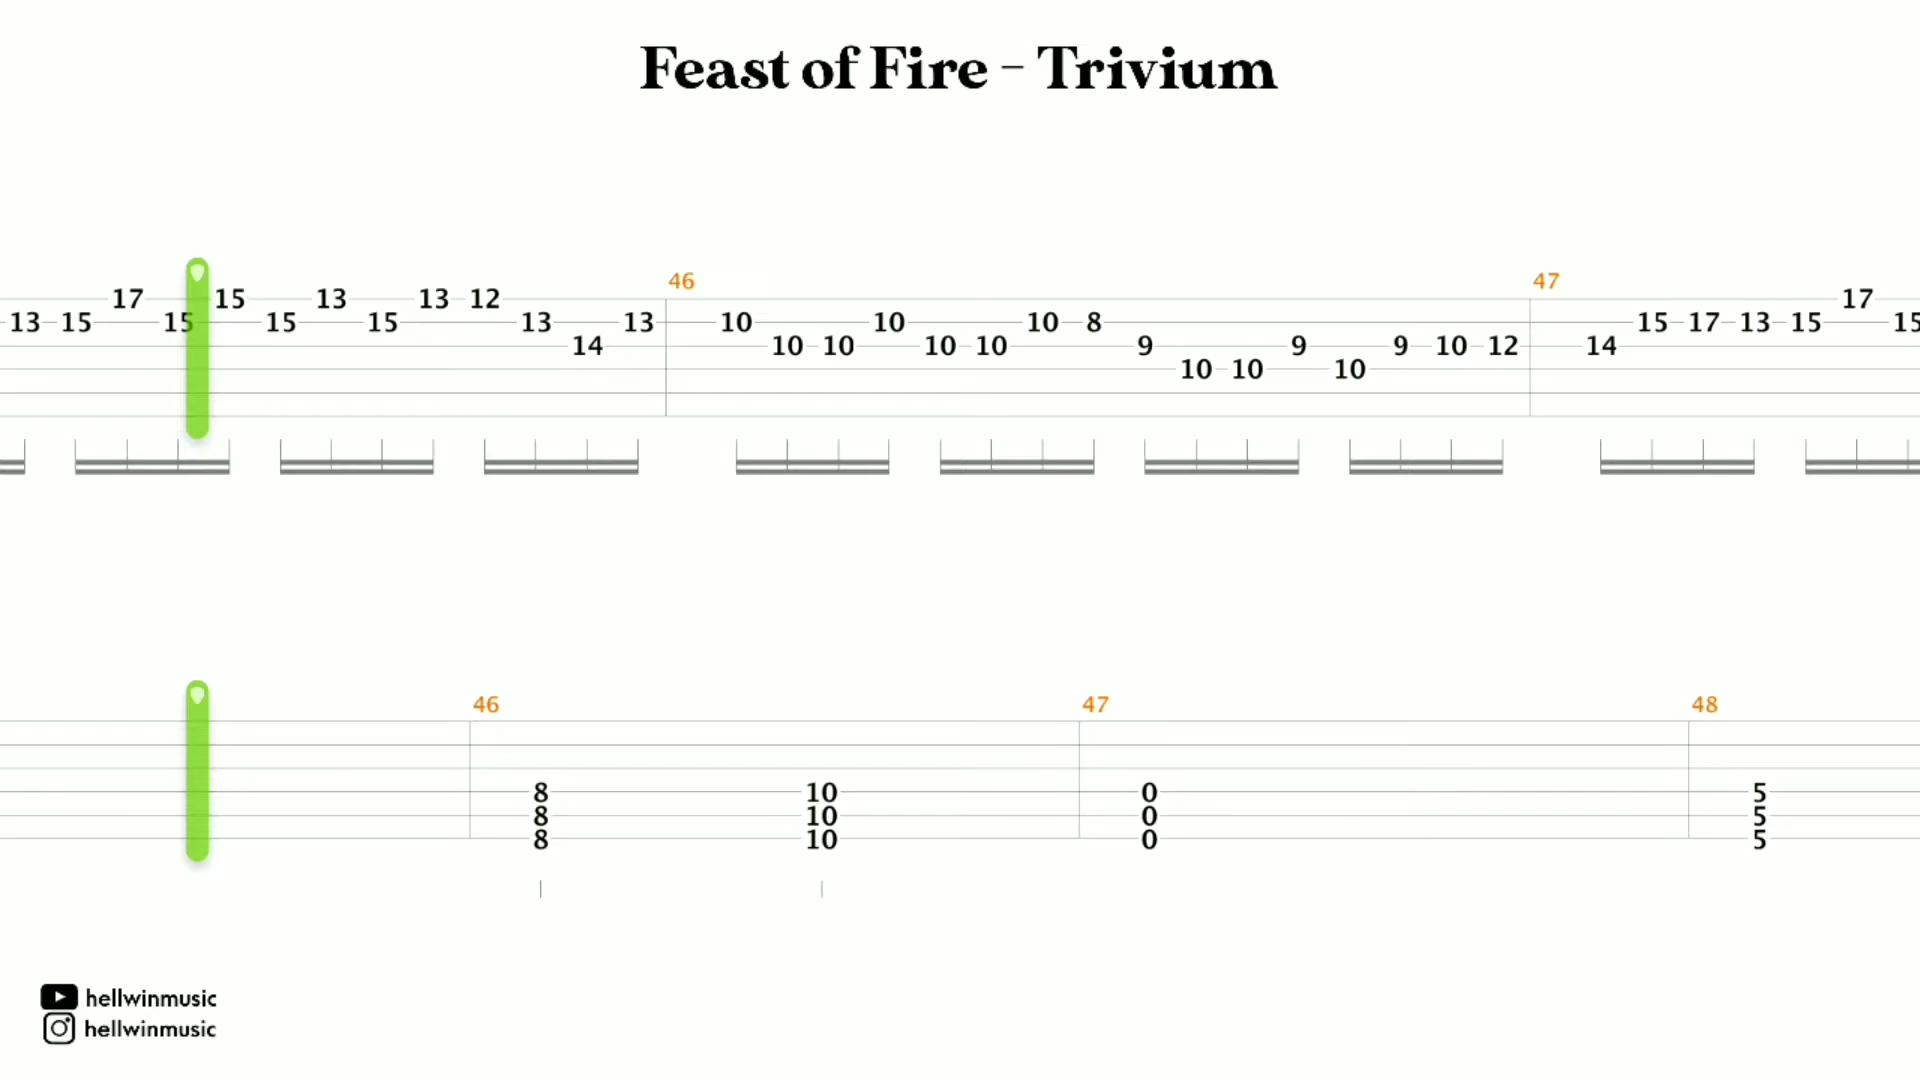 Feast of Fire – Trivium
46 47
17 15 13 13 12 17
13 15 15 15 15 13 13 10 10 10 8 15 17 13 15 15
14 10 10 10 10 9 9 9 10 12 14
10 10 10
46 47 48
8 10 0 5
8 10 0 5
8 10 0 5
hellwinmusic
hellwinmusic